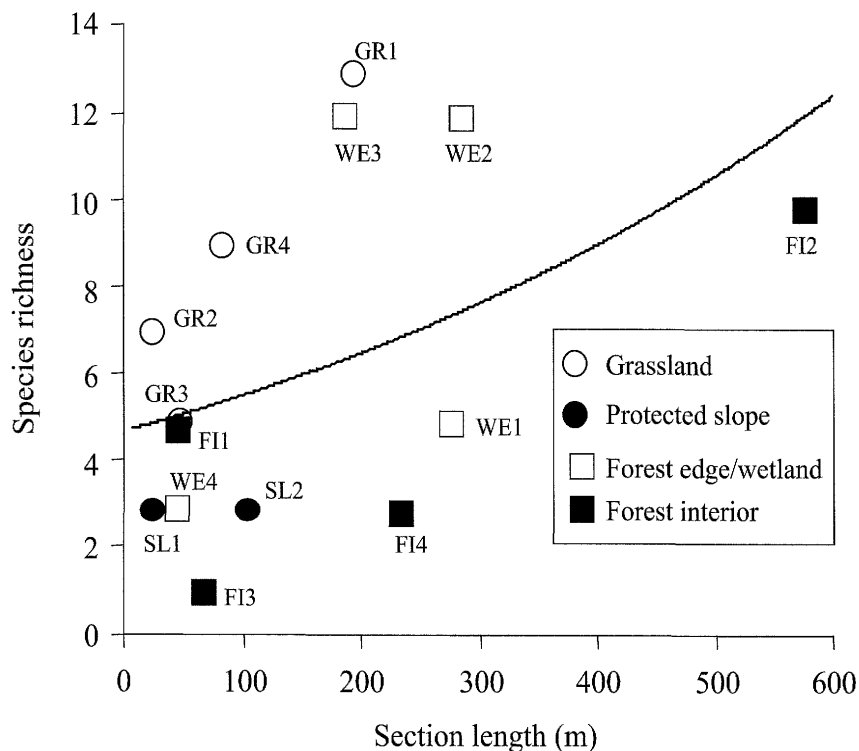 14
GR1
12
WE3
WE2
10
FI2
GR4
8
GR2
6
GR3
FI1
WE1
4
WE4
SL2
SL1
FI4
2
FI3
0
Species richness
Grassland
Protected slope
Forest edge/wetland
Forest interior
0 100 200 300 400 500 600
Section length (m)